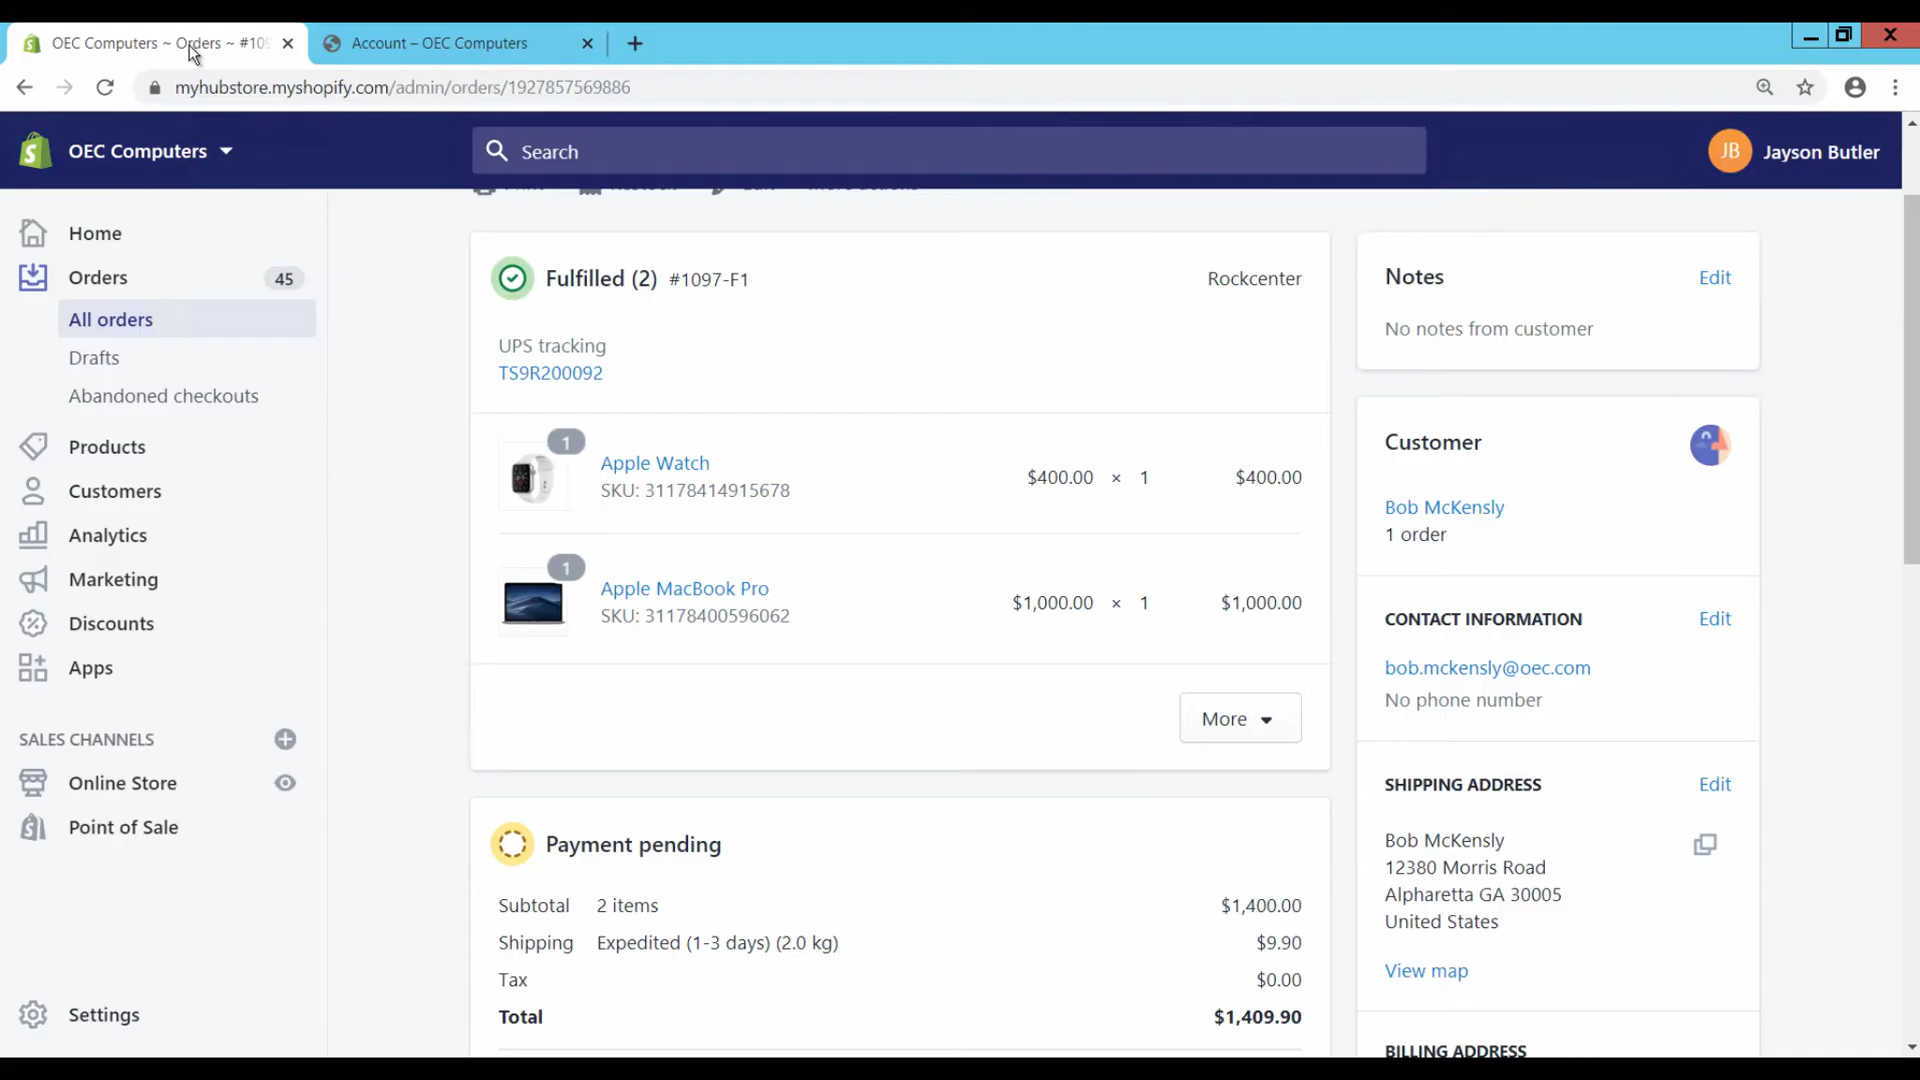 OEC Computers ~ Orders ~ #109
Account – OEC Computers
myhubstore.myshopify.com/admin/orders/1927857569886
OEC Computers
Search
JB
Jayson Butler
Home
Orders
45
All orders
Drafts
Abandoned checkouts
Products
Customers
Analytics
Marketing
Discounts
Apps
SALES CHANNELS
Online Store
Point of Sale
Settings
Fulfilled (2) #1097-F1
Rockcenter
UPS tracking
TS9R200092
1
Apple Watch
SKU: 31178414915678
$400.00 × 1 $400.00
1
Apple MacBook Pro
SKU: 31178400596062
$1,000.00 × 1 $1,000.00
More
Payment pending
Subtotal 2 items $1,400.00
Shipping Expedited (1-3 days) (2.0 kg) $9.90
Tax $0.00
Total $1,409.90
Notes
Edit
No notes from customer
Customer
Bob McKensly
1 order
CONTACT INFORMATION
Edit
bob.mckensly@oec.com
No phone number
SHIPPING ADDRESS
Edit
Bob McKensly
12380 Morris Road
Alpharetta GA 30005
United States
View map
BILLING ADDRESS